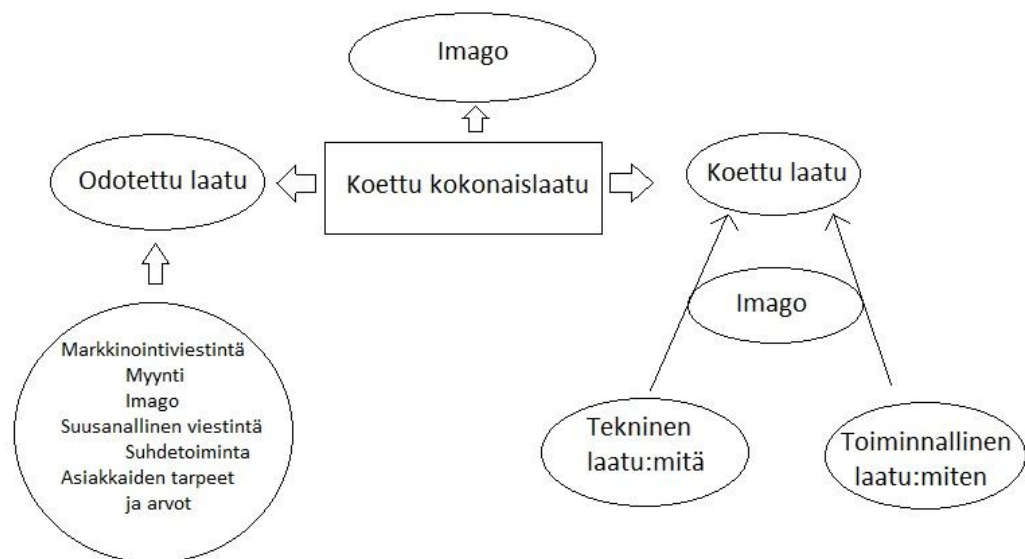 Imago
Odotettu laatu
Koettu kokonaislaatu
Koettu laatu
Imago
Markkinointiviestintä
Myynti
Imago
Suusanallinen viestintä
Suhdetoiminta
Asiakkaiden tarpeet
ja arvot
Tekninen
laatu:mitä
Toiminnallinen
laatu:miten